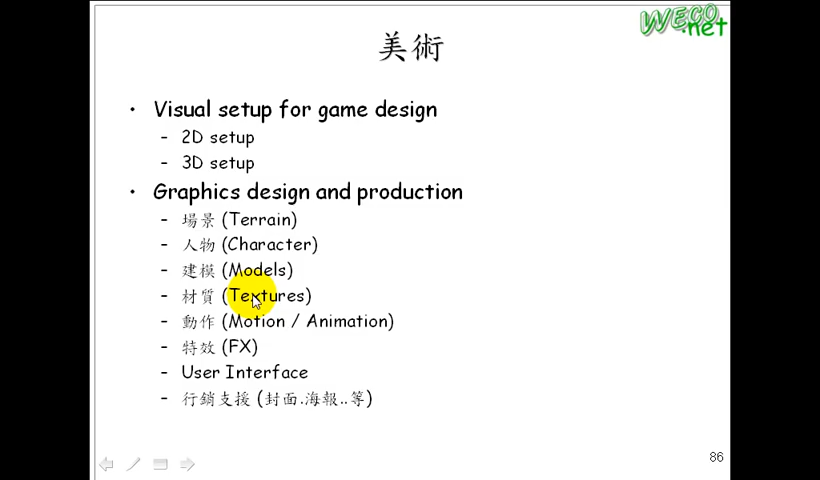 WECO
.net
美術
• Visual setup for game design
– 2D setup
– 3D setup
• Graphics design and production
– 場景 (Terrain)
– 人物 (Character)
– 建模 (Models)
– 材質 (Textures)
– 動作 (Motion / Animation)
– 特效 (FX)
– User Interface
– 行銷支援 (封面.海報..等)
86